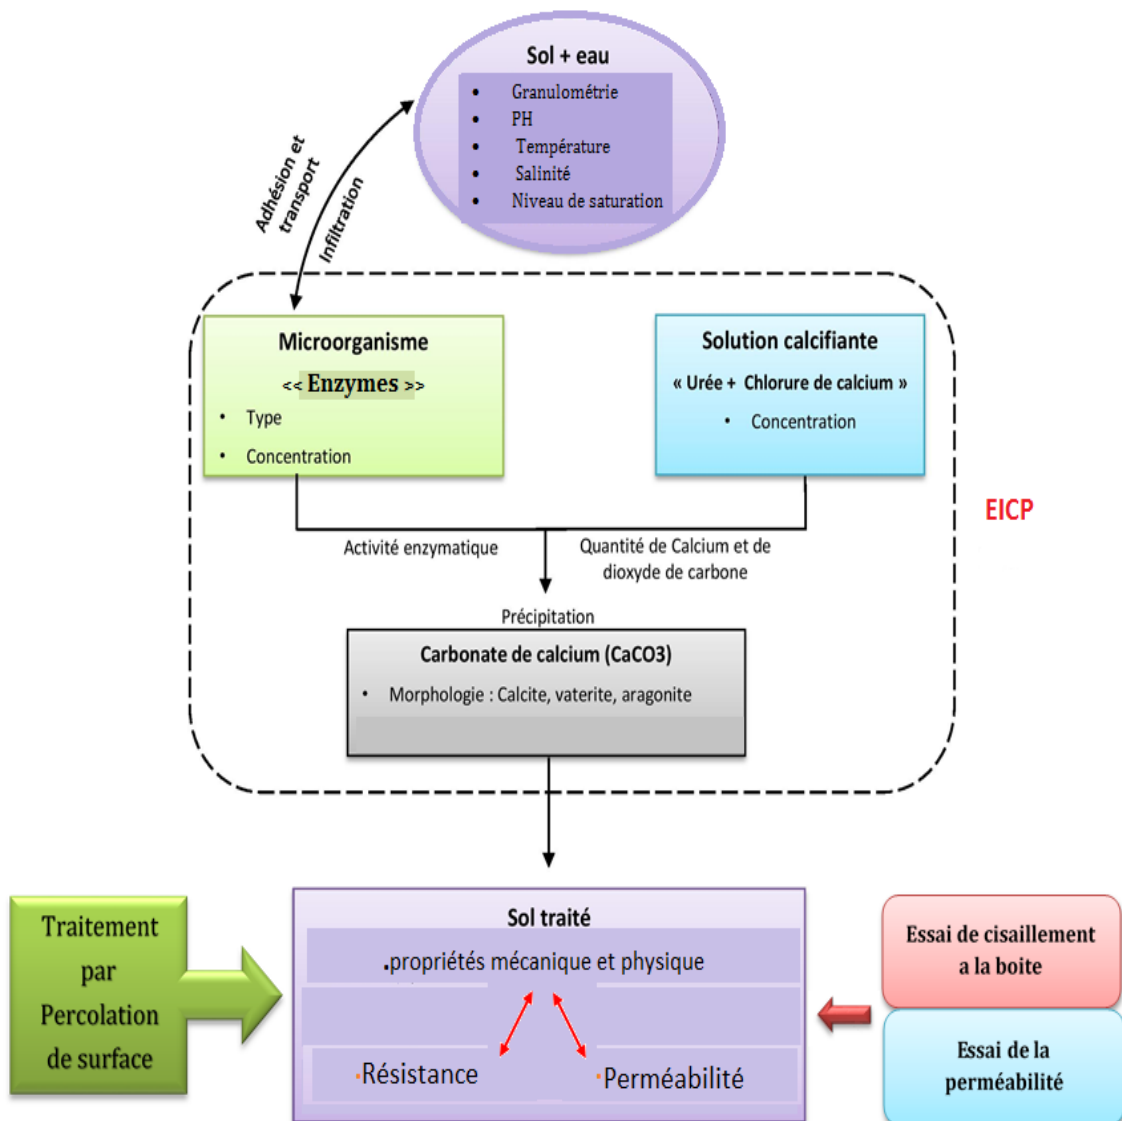 Sol + eau
• Granulométrie
• PH
• Température
• Salinité
• Niveau de saturation
Adhésion et
transport
Infiltration
Microorganisme
<< Enzymes >>
• Type
• Concentration
Solution calcifiante
« Urée + Chlorure de calcium »
• Concentration
EICP
Activité enzymatique
Quantité de Calcium et de
dioxyde de carbone
Précipitation
Carbonate de calcium (CaCO3)
• Morphologie : Calcite, vaterite, aragonite
Traitement
par
Percolation
de surface
Sol traité
.propriétés mécanique et physique
·Résistance
·Perméabilité
Essai de cisaillement
a la boite
Essai de la
perméabilité